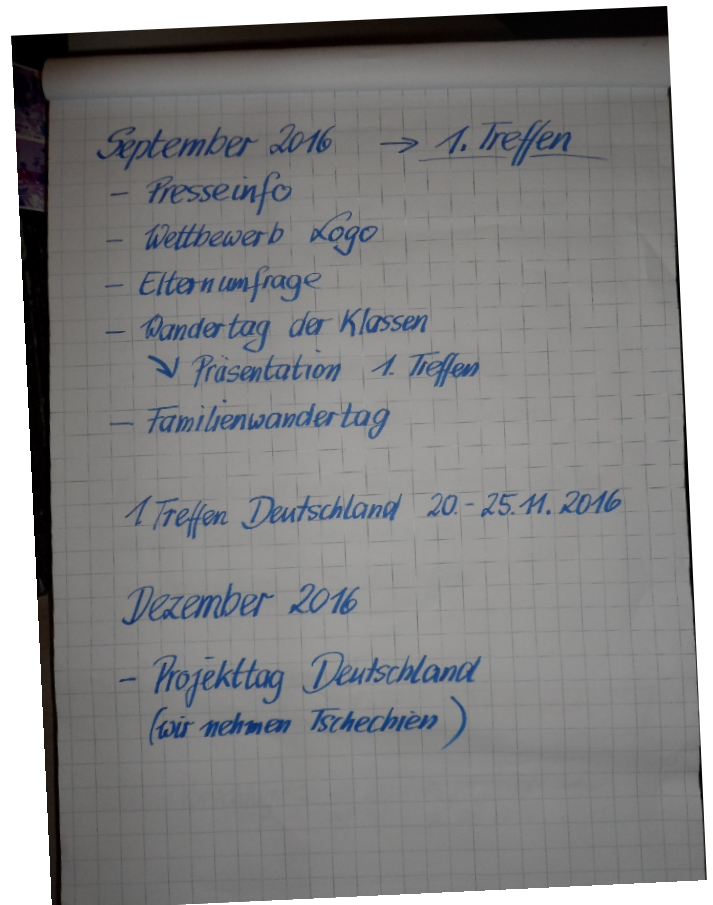 September 2016 → 1. Treffen
- Presseinfo
- Wettbewerb Logo
- Elternumfrage
- Wandertag der Klassen
↘ Präsentation 1. Treffen
- Familienwandertag
1 Treffen Deutschland 20.-25.11.2016
Dezember 2016
- Projekttag Deutschland
(wir nehmen Tschechien)